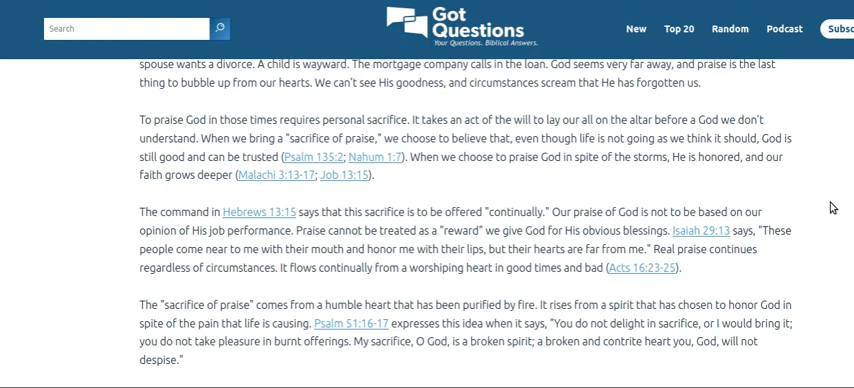 Search
Got
Questions
Your Questions. Biblical Answers.
New Top 20 Random Podcast Subsc
spouse wants a divorce. A child is wayward. The mortgage company calls in the loan. God seems very far away, and praise is the last
thing to bubble up from our hearts. We can't see His goodness, and circumstances scream that He has forgotten us.
To praise God in those times requires personal sacrifice. It takes an act of the will to lay our all on the altar before a God we don't
understand. When we bring a "sacrifice of praise," we choose to believe that, even though life is not going as we think it should, God is
still good and can be trusted (Psalm 135:2; Nahum 1:7). When we choose to praise God in spite of the storms, He is honored, and our
faith grows deeper (Malachi 3:13-17; Job 13:15).
The command in Hebrews 13:15 says that this sacrifice is to be offered "continually." Our praise of God is not to be based on our
opinion of His job performance. Praise cannot be treated as a "reward" we give God for His obvious blessings. Isaiah 29:13 says, "These
people come near to me with their mouth and honor me with their lips, but their hearts are far from me." Real praise continues
regardless of circumstances. It flows continually from a worshiping heart in good times and bad (Acts 16:23-25).
The "sacrifice of praise" comes from a humble heart that has been purified by fire. It rises from a spirit that has chosen to honor God in
spite of the pain that life is causing. Psalm 51:16-17 expresses this idea when it says, "You do not delight in sacrifice, or I would bring it;
you do not take pleasure in burnt offerings. My sacrifice, O God, is a broken spirit; a broken and contrite heart you, God, will not
despise."